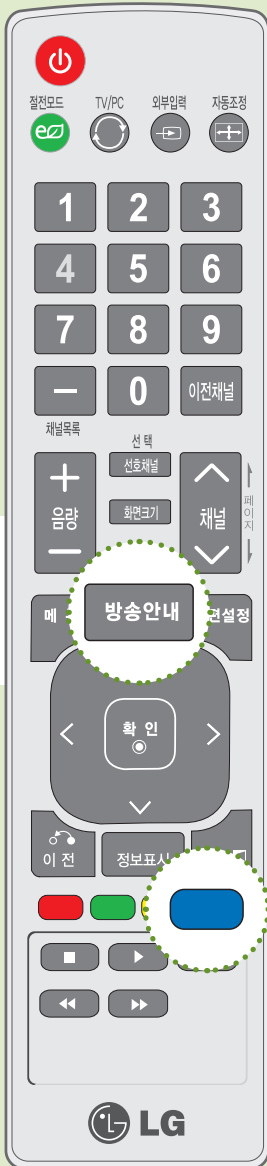 절전모드 TV/PC 외부입력 자동조정
1 2 3
4 5 6
7 8 9
0 이전채널
채널목록
선 택
선호채널
음량
화면크기
채널
페이지
방송안내
확 인
이 전
정보표시
LG